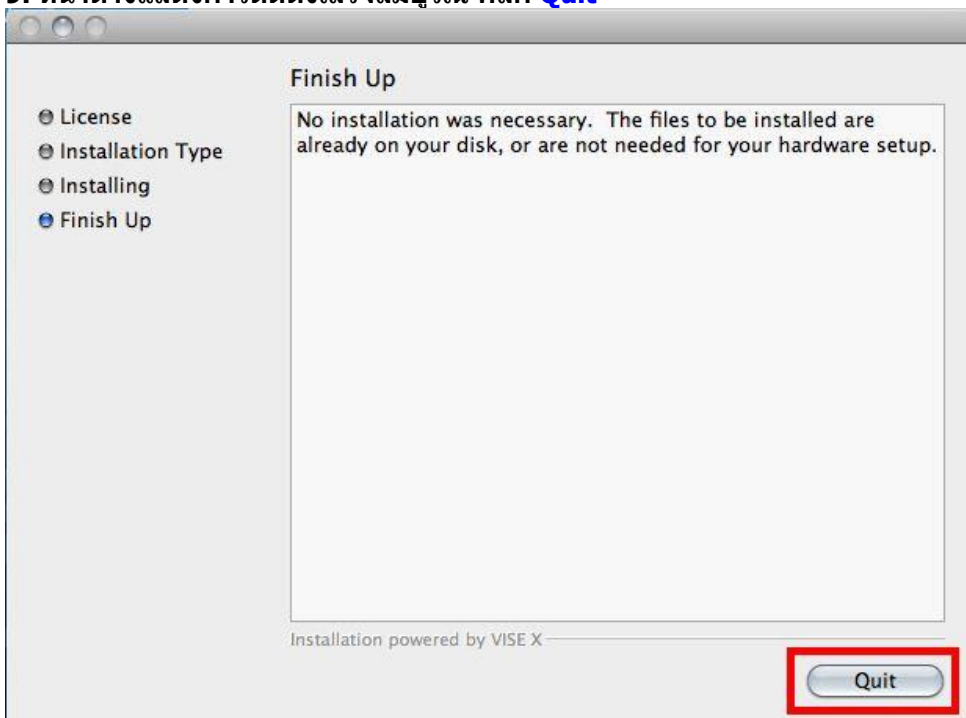 Quit
Finish Up
License
Installation Type
Installing
Finish Up
No installation was necessary.  The files to be installed are
already on your disk, or are not needed for your hardware setup.
Installation powered by VISE X
Quit